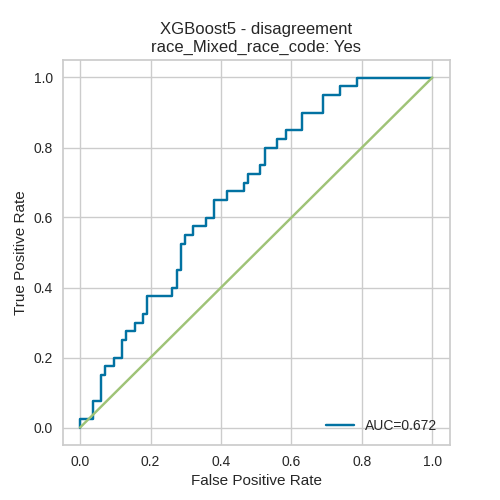 XGBoost5 - disagreement
race_Mixed_race_code: Yes
1.0
0.8
0.6
0.4
0.2
0.0
True Positive Rate
AUC=0.672
0.0 0.2 0.4 0.6 0.8 1.0
False Positive Rate